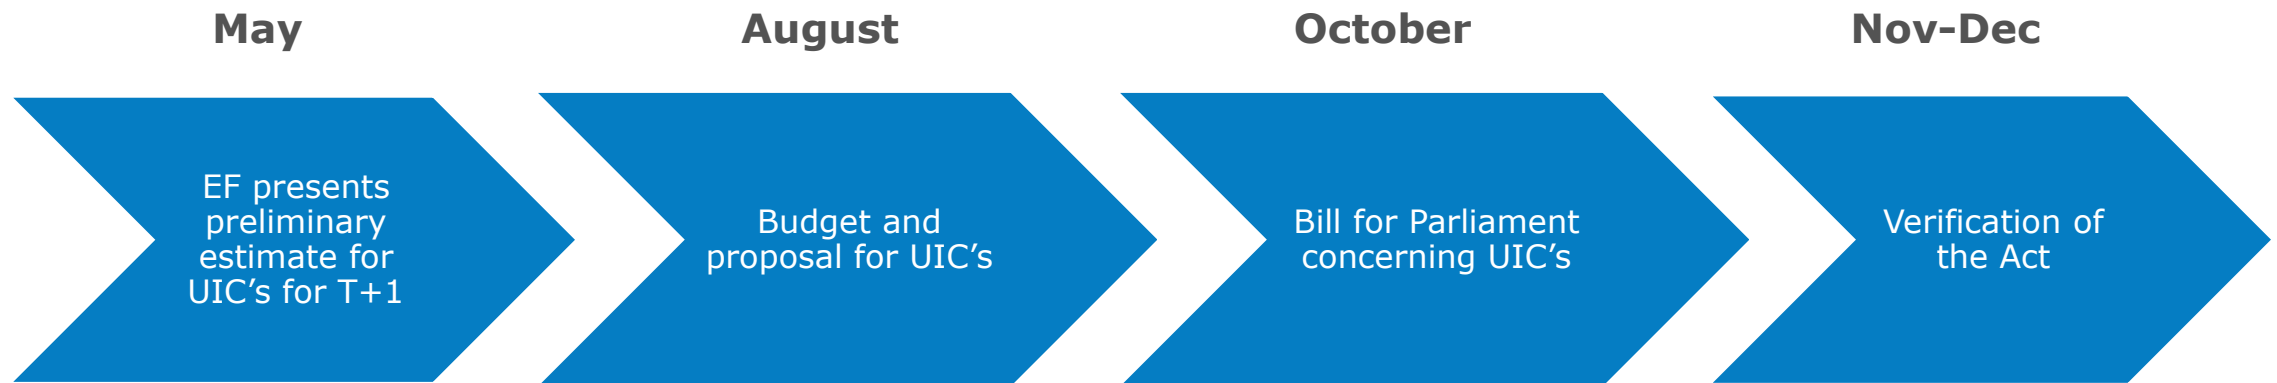 May
August
October
Nov-Dec
EF presents
preliminary
estimate for
UIC’s for T+1
Budget and
proposal for UIC’s
Bill for Parliament
concerning UIC’s
Verification of
the Act